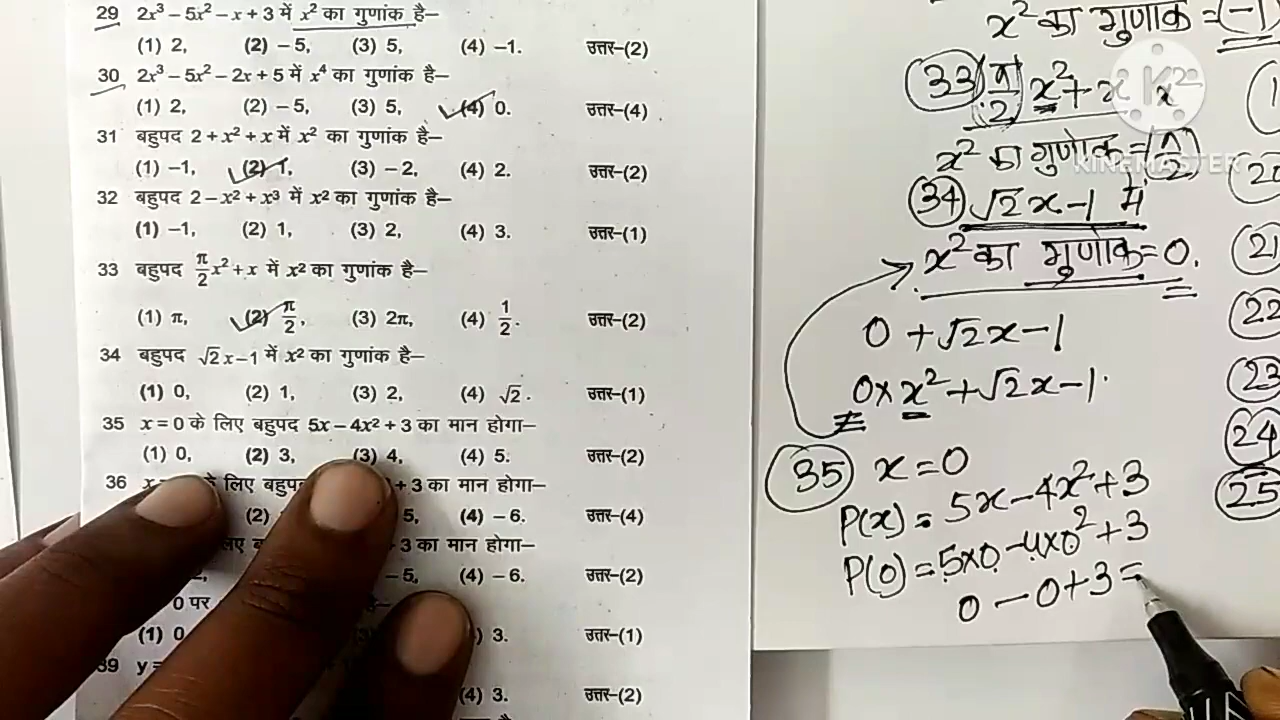 29 2x³ − 5x² − x + 3 में x² का गुणांक है–
(1) 2, (2) − 5, (3) 5, (4) −1. उत्तर–(2)
30 2x³ − 5x² − 2x + 5 में x⁴ का गुणांक है–
(1) 2, (2) − 5, (3) 5, (4) 0. उत्तर–(4)
31 बहुपद 2 + x² + x में x² का गुणांक है–
(1) −1, (2) 1, (3) − 2, (4) 2. उत्तर–(2)
32 बहुपद 2 − x² + x³ में x² का गुणांक है–
(1) −1, (2) 1, (3) 2, (4) 3. उत्तर–(1)
33 बहुपद π/2 x² + x में x² का गुणांक है–
(1) π, (2) π/2, (3) 2π, (4) 1/2. उत्तर–(2)
34 बहुपद √2 x − 1 में x² का गुणांक है–
(1) 0, (2) 1, (3) 2, (4) √2. उत्तर–(1)
35 x = 0 के लिए बहुपद 5x − 4x² + 3 का मान होगा–
(1) 0, (2) 3, (3) 4, (4) 5. उत्तर–(2)
36 के लिए + 3 का मान होगा–
(2) 5, (4) − 6. उत्तर–(4)
+ 3 का मान होगा–
− 5, (4) − 6. उत्तर–(2)
0 पर
(1) 0 3. उत्तर–(1)
39 y =
(4) 3. उत्तर–(2)
x² का गुणांक = (−1)
(33) π/2 x² + x x²
x² का गुणोक = π/2
KINEMASTER
(34) √2x − 1 में
x² का गुणोक = 0.
0 + √2x − 1
0 × x² + √2x − 1.
(35) x = 0
P(x) = 5x − 4x² + 3
P(0) = 5×0 − 4×0² + 3
0 − 0 + 3 =
21
22
23
24
25